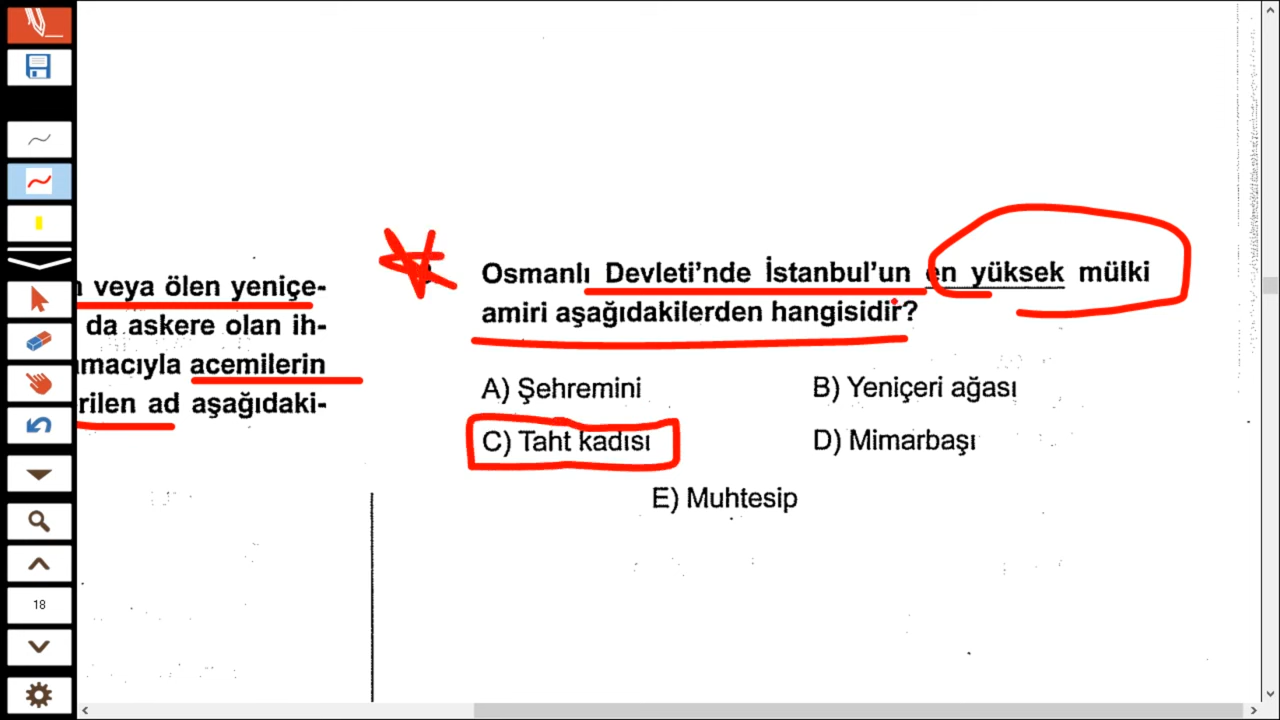 veya ölen yeniçe-
da askere olan ih-
macıyla acemilerin
rilen ad aşağıdaki-
Osmanlı Devleti’nde İstanbul’un en yüksek mülki
amiri aşağıdakilerden hangisidir?
A) Şehremini
B) Yeniçeri ağası
C) Taht kadısı
D) Mimarbaşı
E) Muhtesip
18